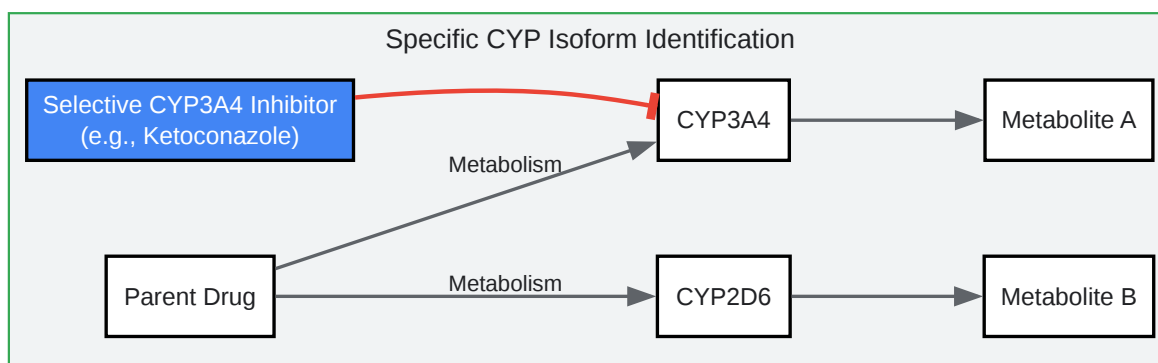 Specific CYP Isoform Identification
Selective CYP3A4 Inhibitor
(e.g., Ketoconazole)
CYP3A4
Metabolite A
Metabolism
Parent Drug
Metabolism
CYP2D6
Metabolite B